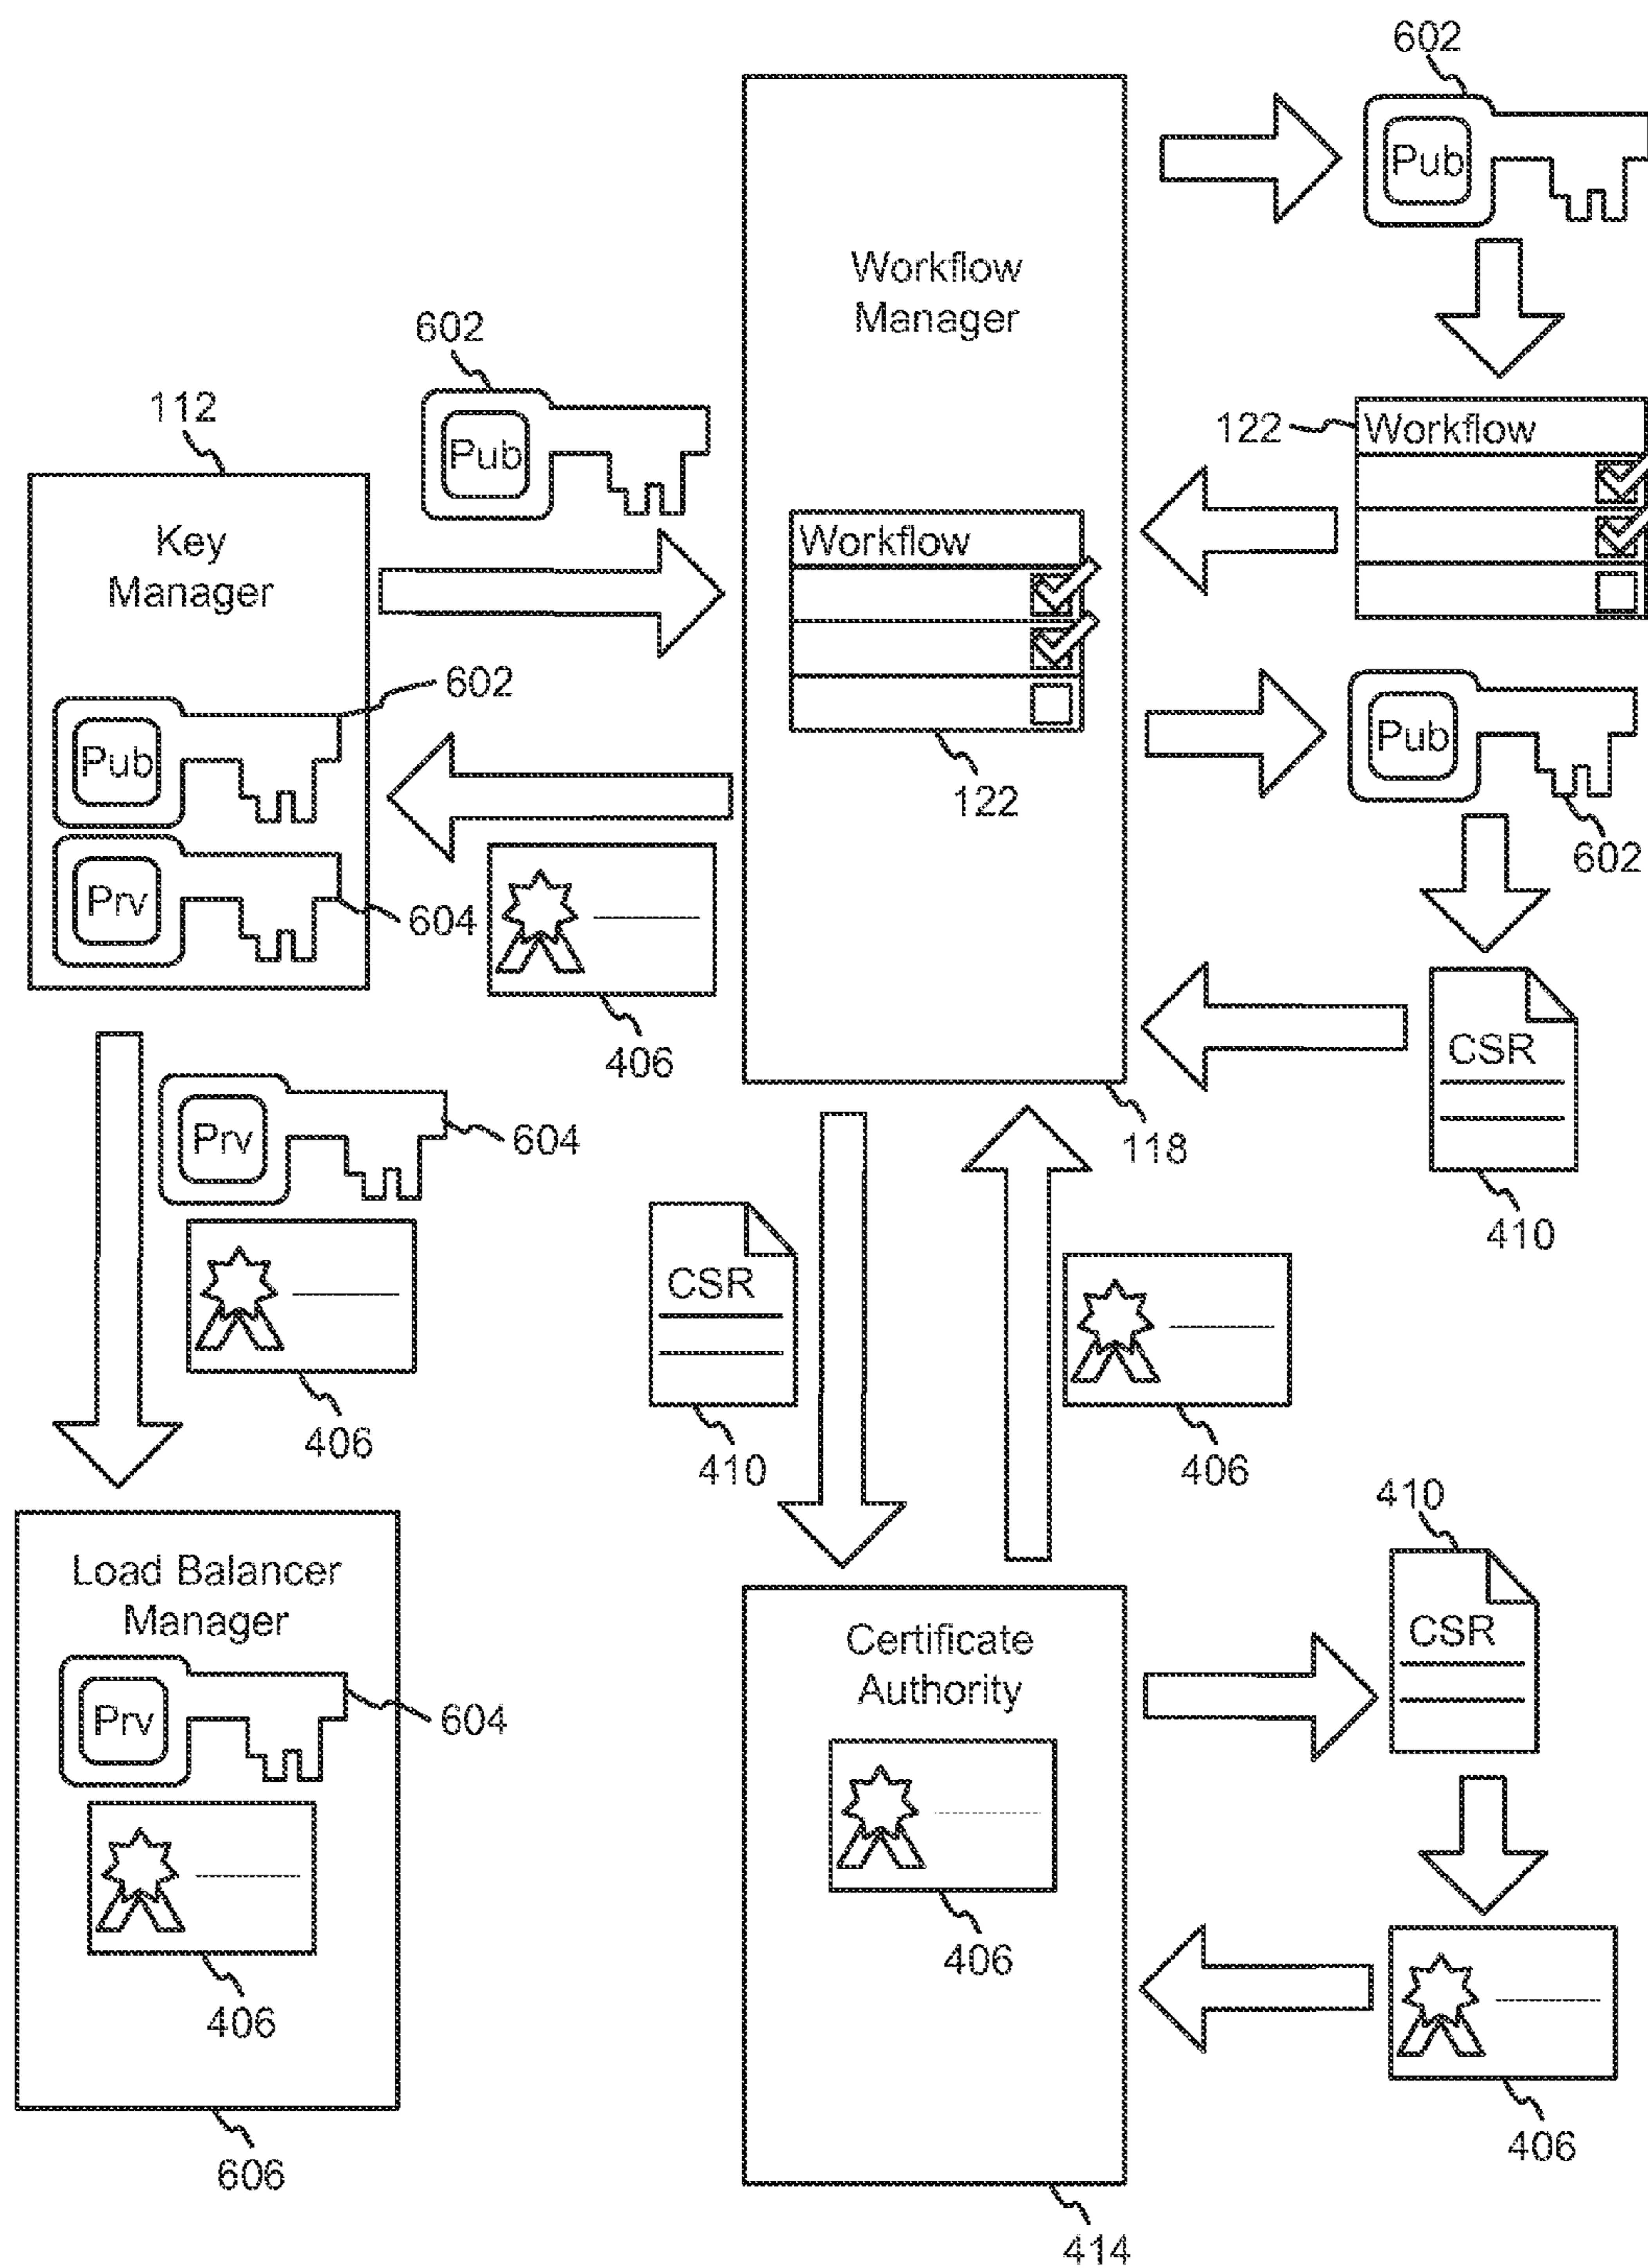 602
Pub
Workflow
Manager
602
Pub
112
122
Workflow
Key
Manager
Workflow
602
Pub
Pub
122
602
Prv
604
406
CSR
118
410
Prv
604
CSR
410
406
406
406
410
Load Balancer
Manager
Certificate
Authority
CSR
Prv
604
406
406
406
606
414